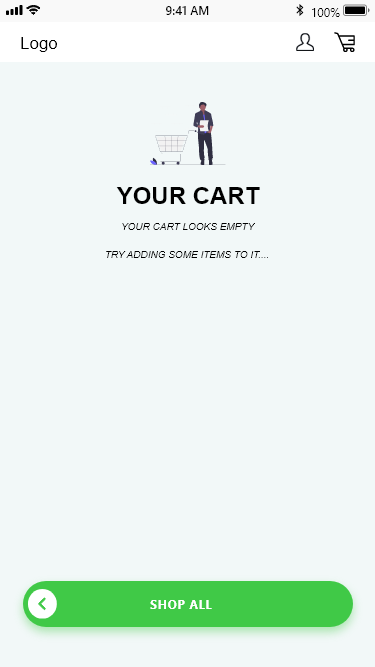 9:41 AM
100%
Logo
YOUR CART
YOUR CART LOOKS EMPTY
TRY ADDING SOME ITEMS TO IT....
SHOP ALL